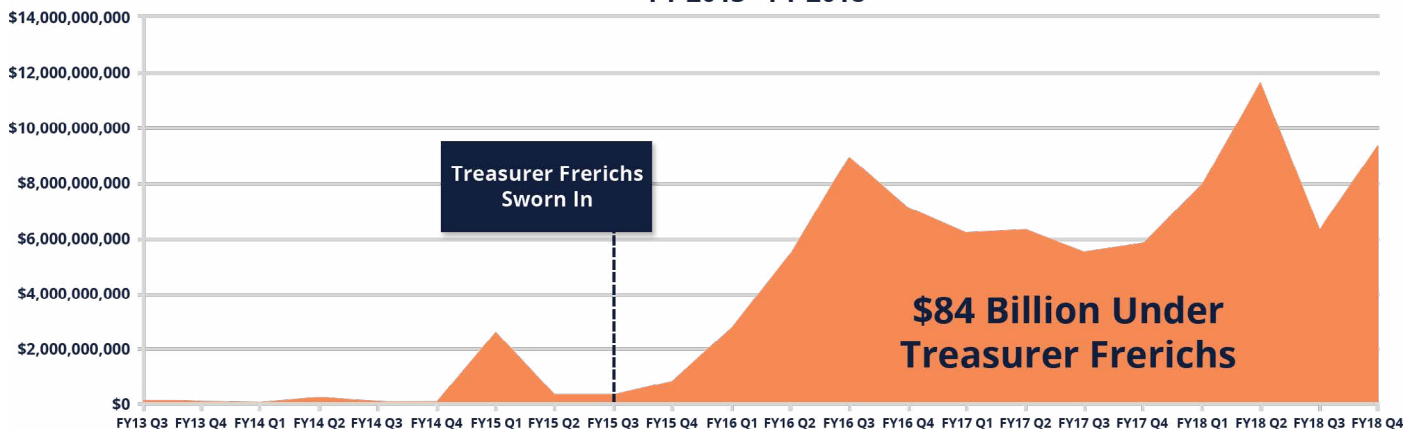 $14,000,000,000
$12,000,000,000
$10,000,000,000
$8,000,000,000
$6,000,000,000
$4,000,000,000
$2,000,000,000
$0
Treasurer Frerichs
Sworn In
$84 Billion Under
Treasurer Frerichs
FY13 Q3 FY13 Q4 FY14 Q1 FY14 Q2 FY14 Q3 FY14 Q4 FY15 Q1 FY15 Q2 FY15 Q3 FY15 Q4 FY16 Q1 FY16 Q2 FY16 Q3 FY16 Q4 FY17 Q1 FY17 Q2 FY17 Q3 FY17 Q4 FY18 Q1 FY18 Q2 FY18 Q3 FY18 Q4